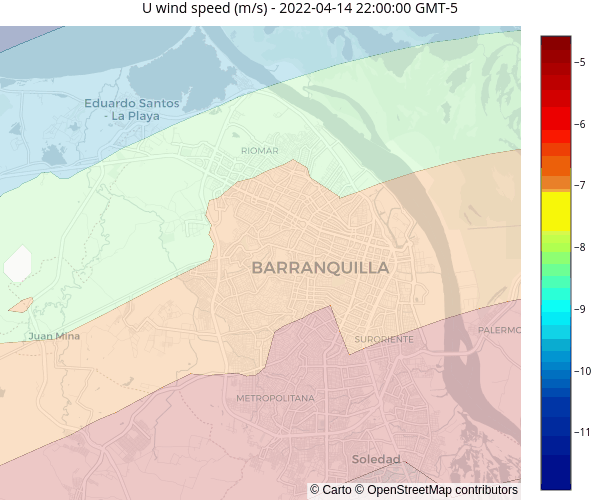 U wind speed (m/s) - 2022-04-14 22:00:00 GMT-5
−5
Eduardo Santos
- La Playa
−6
RIOMAR
−7
−8
BARRANQUILLA
−9
Juan Mina
SURORIENTE
PALERMO
−10
METROPOLITANA
−11
Soledad
© Carto © OpenStreetMap contributors